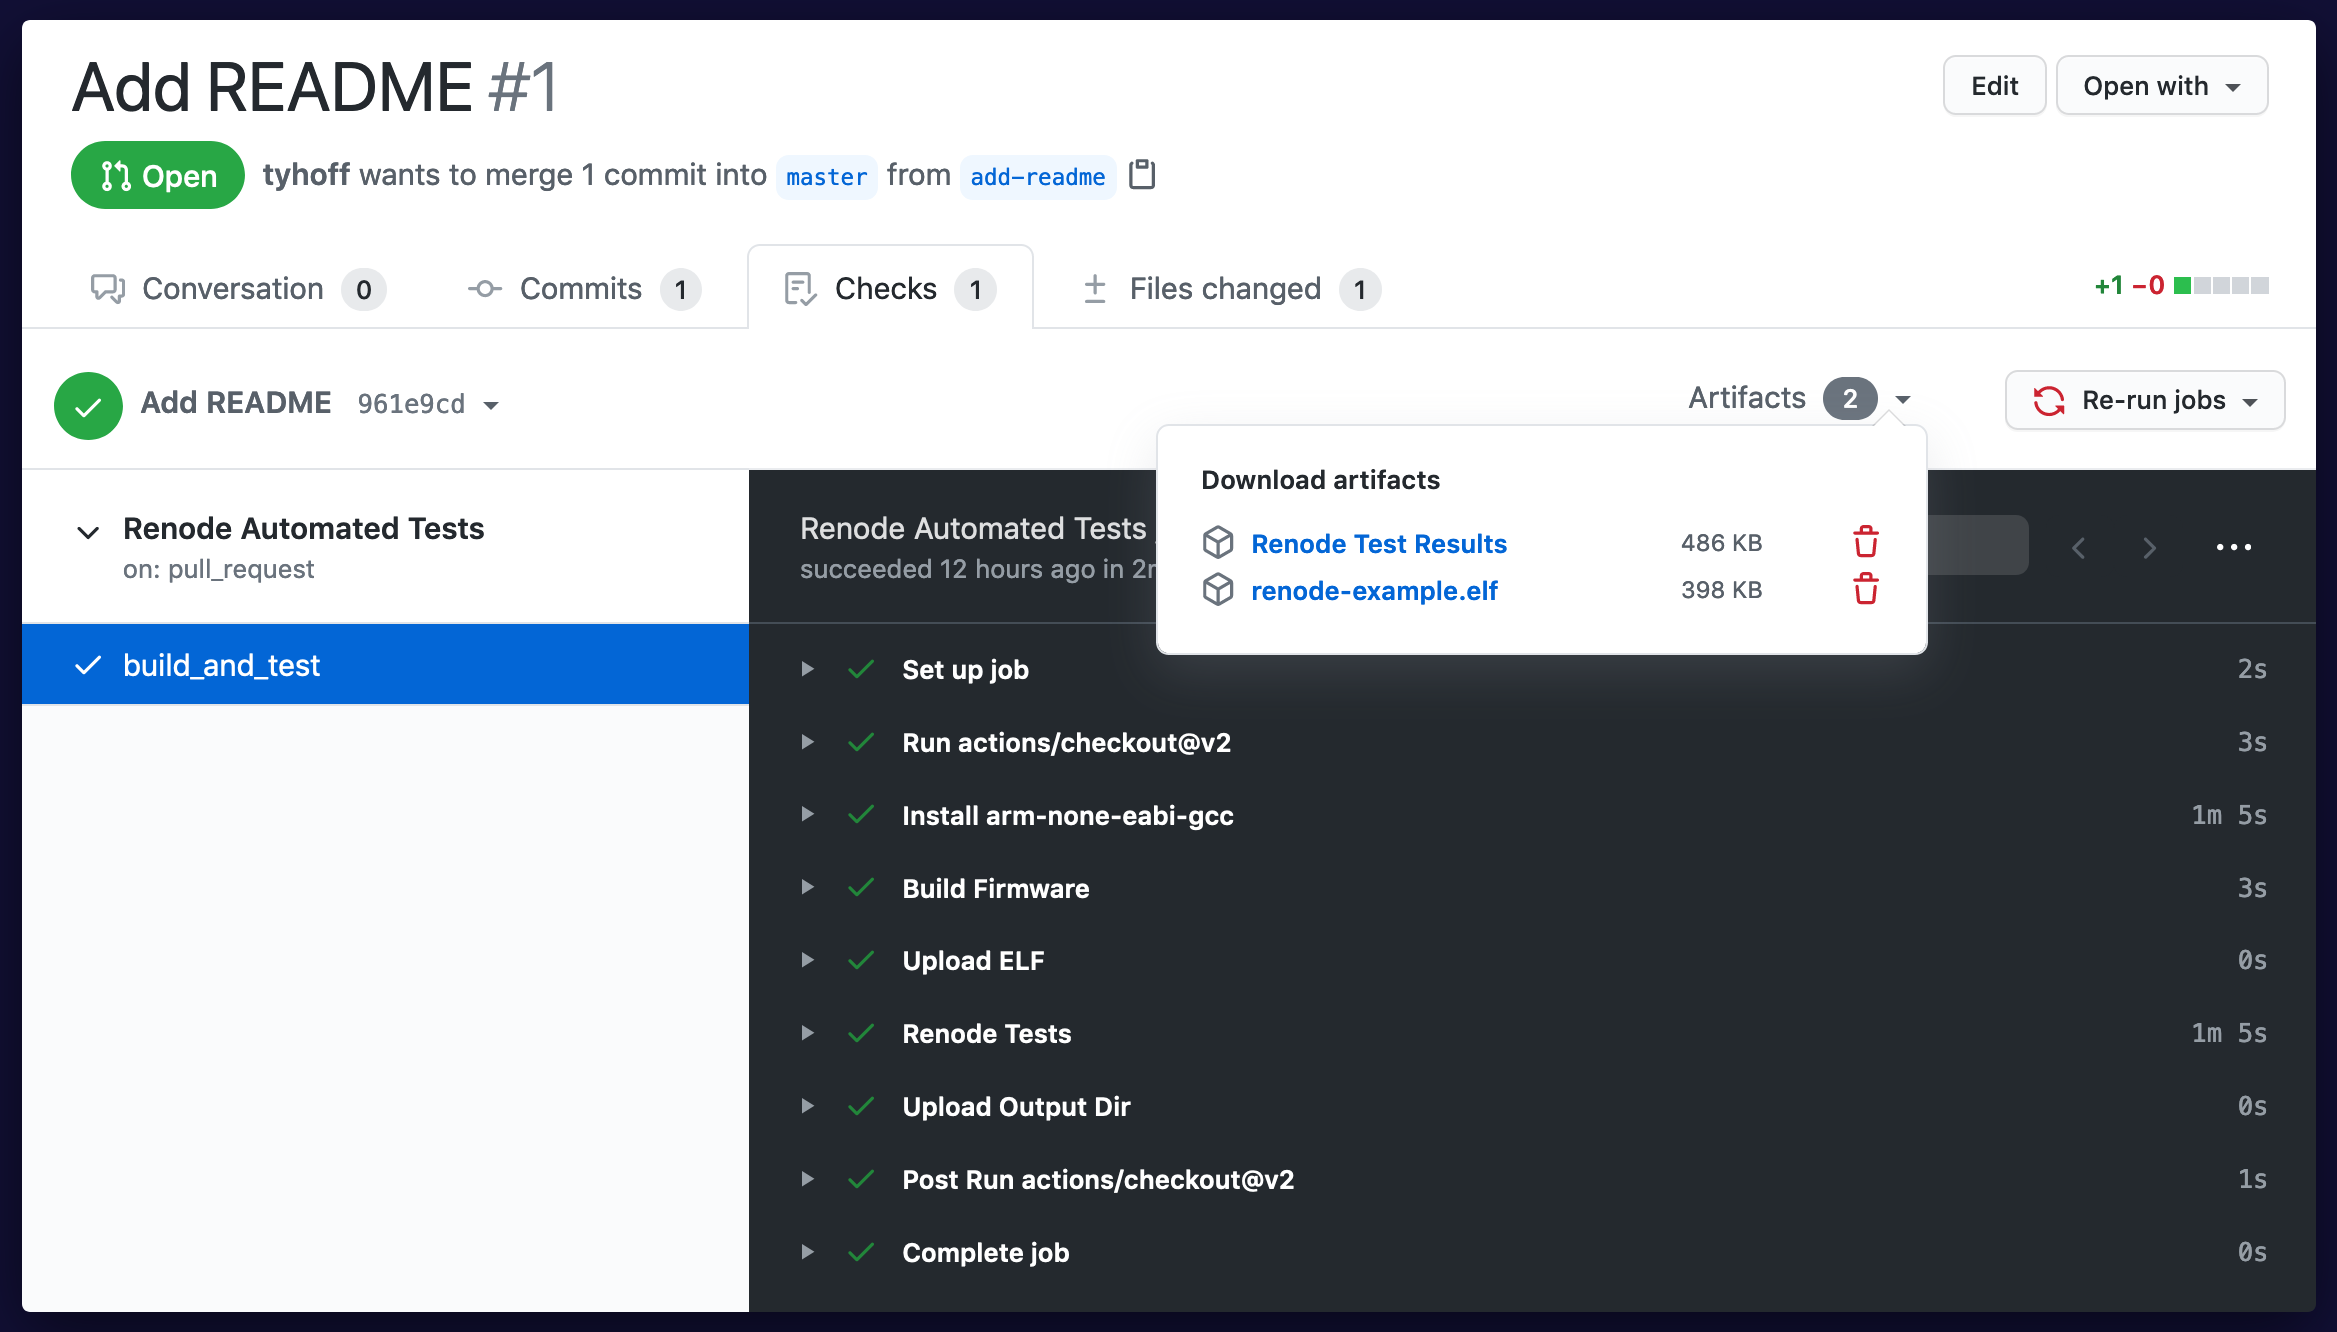 Add README #1
Edit
Open with
Open
tyhoff wants to merge 1 commit into master from add-readme
Conversation 0
Commits 1
Checks 1
Files changed 1
+1 −0
Add README 961e9cd
Artifacts 2
Re-run jobs
Download artifacts
Renode Test Results 486 KB
renode-example.elf 398 KB
Renode Automated Tests
on: pull_request
build_and_test
Renode Automated Tests
succeeded 12 hours ago in
Set up job 2s
Run actions/checkout@v2 3s
Install arm-none-eabi-gcc 1m 5s
Build Firmware 3s
Upload ELF 0s
Renode Tests 1m 5s
Upload Output Dir 0s
Post Run actions/checkout@v2 1s
Complete job 0s